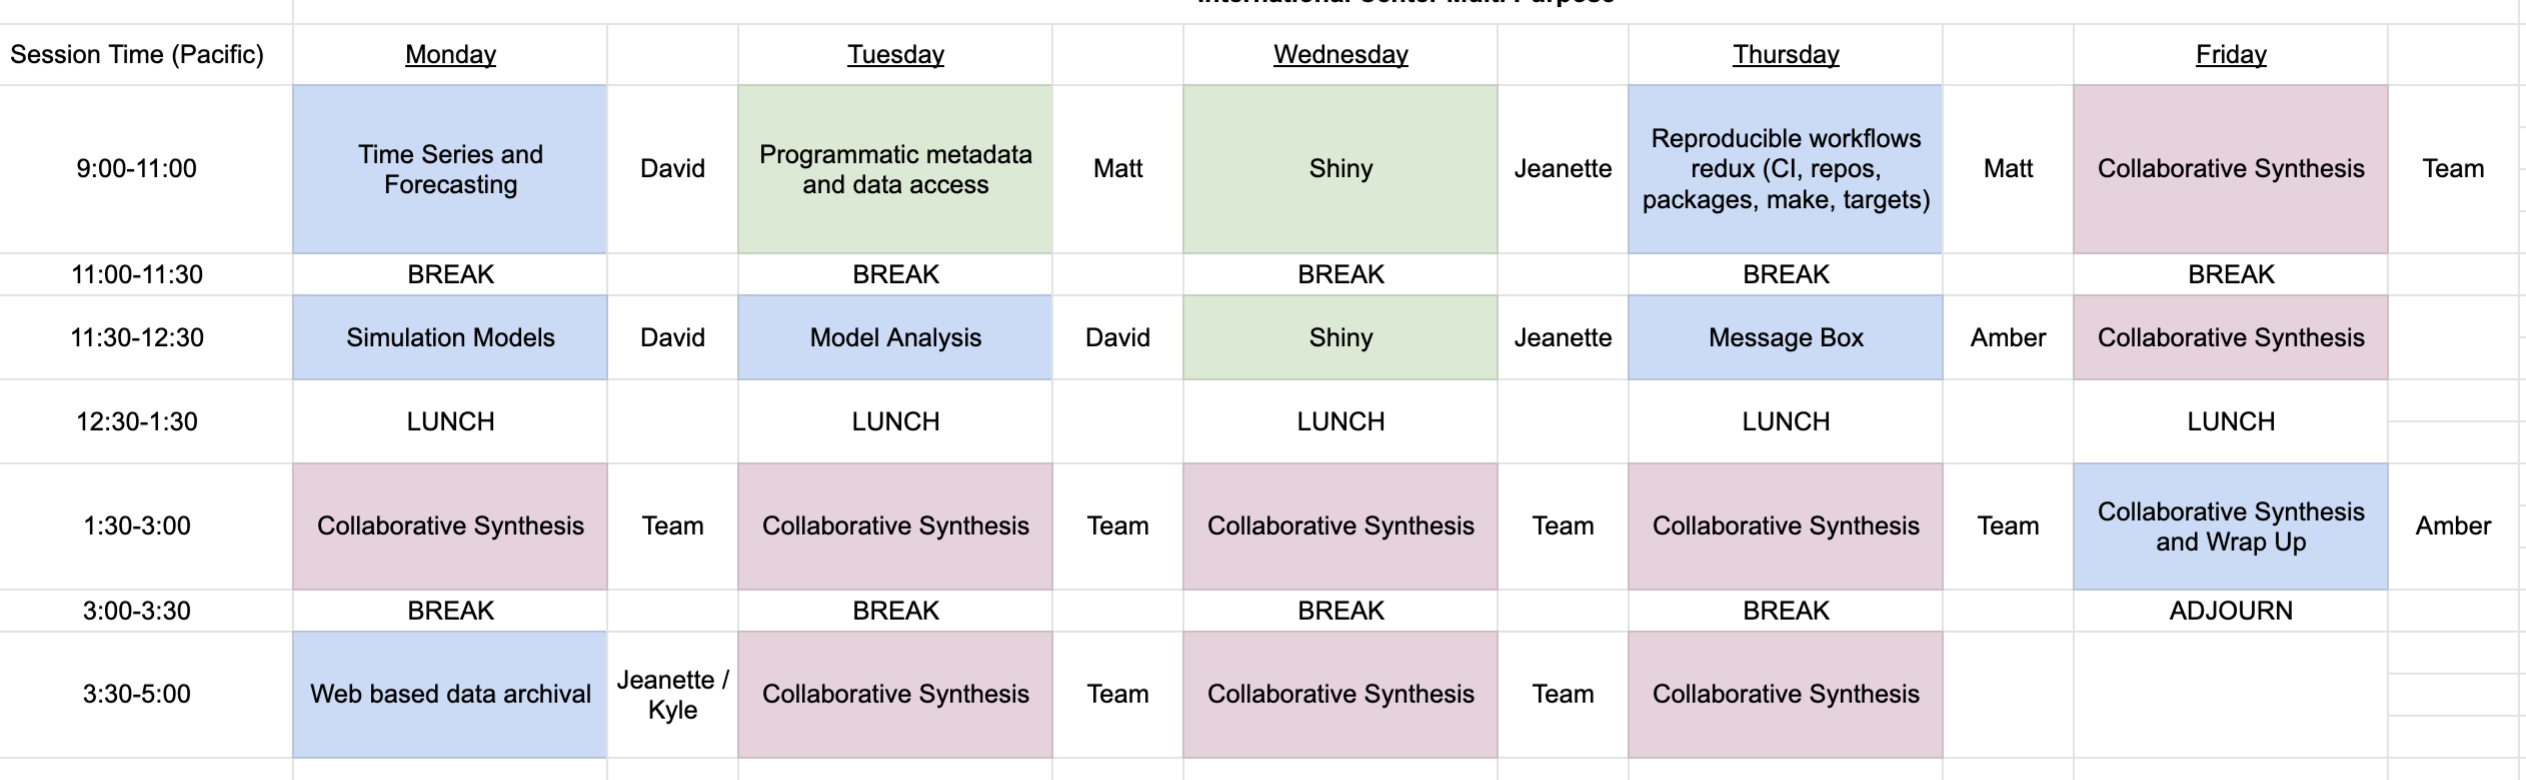 International Center Multi Purpose
Session Time (Pacific) Monday Tuesday Wednesday Thursday Friday
9:00-11:00 Time Series and Forecasting David Programmatic metadata and data access Matt Shiny Jeanette Reproducible workflows redux (CI, repos, packages, make, targets) Matt Collaborative Synthesis Team
11:00-11:30 BREAK BREAK BREAK BREAK BREAK
11:30-12:30 Simulation Models David Model Analysis David Shiny Jeanette Message Box Amber Collaborative Synthesis
12:30-1:30 LUNCH LUNCH LUNCH LUNCH LUNCH
1:30-3:00 Collaborative Synthesis Team Collaborative Synthesis Team Collaborative Synthesis Team Collaborative Synthesis Team Collaborative Synthesis and Wrap Up Amber
3:00-3:30 BREAK BREAK BREAK BREAK ADJOURN
3:30-5:00 Web based data archival Jeanette / Kyle Collaborative Synthesis Team Collaborative Synthesis Team Collaborative Synthesis